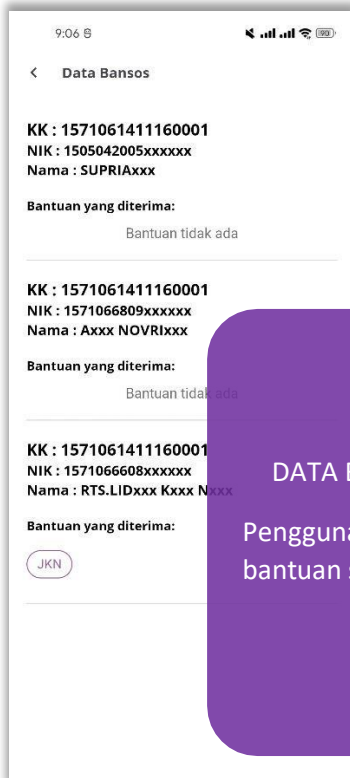 9:06
Data Bansos
KK : 1571061411160001
NIK : 1505042005xxxxxx
Nama : SUPRIAxxx
Bantuan yang diterima:
Bantuan tidak ada
KK : 1571061411160001
NIK : 1571066809xxxxxx
Nama : Axxx NOVRIxxx
Bantuan yang diterima:
Bantuan tidak ada
KK : 1571061411160001
NIK : 1571066608xxxxxx
Nama : RTS.LIDxxx Kxxx Nxxx
DATA
Bantuan yang diterima:
Pengguna
bantuan
JKN